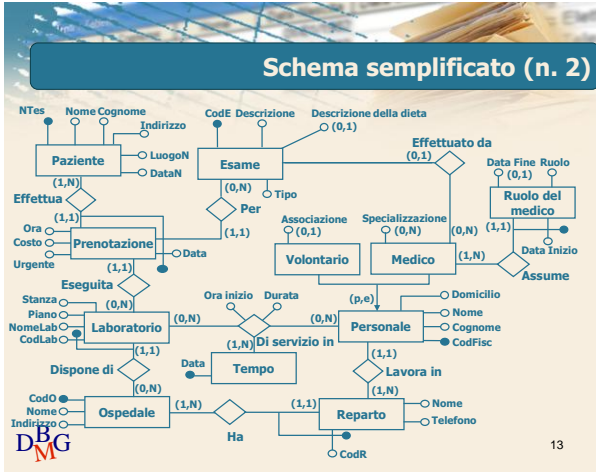 Schema semplificato (n. 2)
NTes Nome Cognome CodE Descrizione Descrizione della dieta
Indirizzo (0,1) Effettuato da
Paziente LuogoN Esame (0,1) Data Fine Ruolo
DataN (0,1)
(1,N) (0,N) Tipo Ruolo del medico
Effettua Per Associazione Specializzazione (1,1)
(1,1) (0,1) (0,N) (0,N) Data Inizio
Ora (1,1)
Costo Prenotazione Data Volontario Medico (1,N) Assume
Urgente
(1,1)
Eseguita Ora inizio Durata (p,e) Domicilio
Stanza (0,N) Nome
Piano Laboratorio (0,N) (0,N) Personale Cognome
NomeLab CodFisc
CodLab (1,N) Di servizio in
(1,1) Data Tempo (1,1)
Dispone di Lavora in
(0,N) (1,N)
CodO (1,1) Nome
Nome Ospedale (1,N) Reparto
Indirizzo Telefono
Ha CodR
DBMG 13